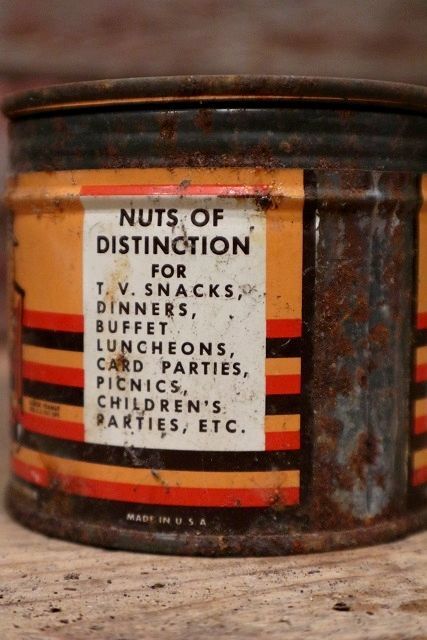 NUTS OF
DISTINCTION
FOR
T. V. SNACKS,
DINNERS,
BUFFET
LUNCHEONS,
CARD PARTIES,
PICNICS,
CHILDREN'S
PARTIES, ETC.
MADE IN U S A